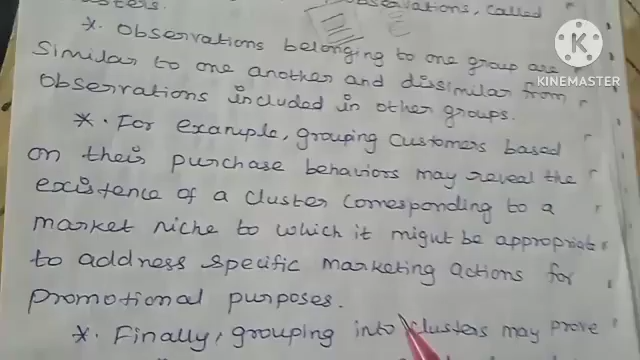 observations, called
*. Observations belonging to one group are
similar to one another and dissimilar from
observations included in other groups.
*. For example, grouping customers based
on their purchase behaviors may reveal the
existence of a cluster corresponding to a
market niche to which it might be appropriate
to address specific marketing actions for
promotional purposes.
*. Finally, grouping into clusters may prove
KINEMASTER